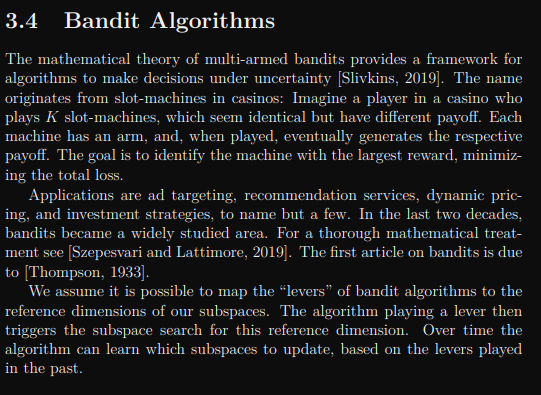 3.4 Bandit Algorithms
The mathematical theory of multi-armed bandits provides a framework for
algorithms to make decisions under uncertainty [Slivkins, 2019]. The name
originates from slot-machines in casinos: Imagine a player in a casino who
plays K slot-machines, which seem identical but have different payoff. Each
machine has an arm, and, when played, eventually generates the respective
payoff. The goal is to identify the machine with the largest reward, minimiz-
ing the total loss.
Applications are ad targeting, recommendation services, dynamic pric-
ing, and investment strategies, to name but a few. In the last two decades,
bandits became a widely studied area. For a thorough mathematical treat-
ment see [Szepesvari and Lattimore, 2019]. The first article on bandits is due
to [Thompson, 1933].
We assume it is possible to map the “levers” of bandit algorithms to the
reference dimensions of our subspaces. The algorithm playing a lever then
triggers the subspace search for this reference dimension. Over time the
algorithm can learn which subspaces to update, based on the levers played
in the past.